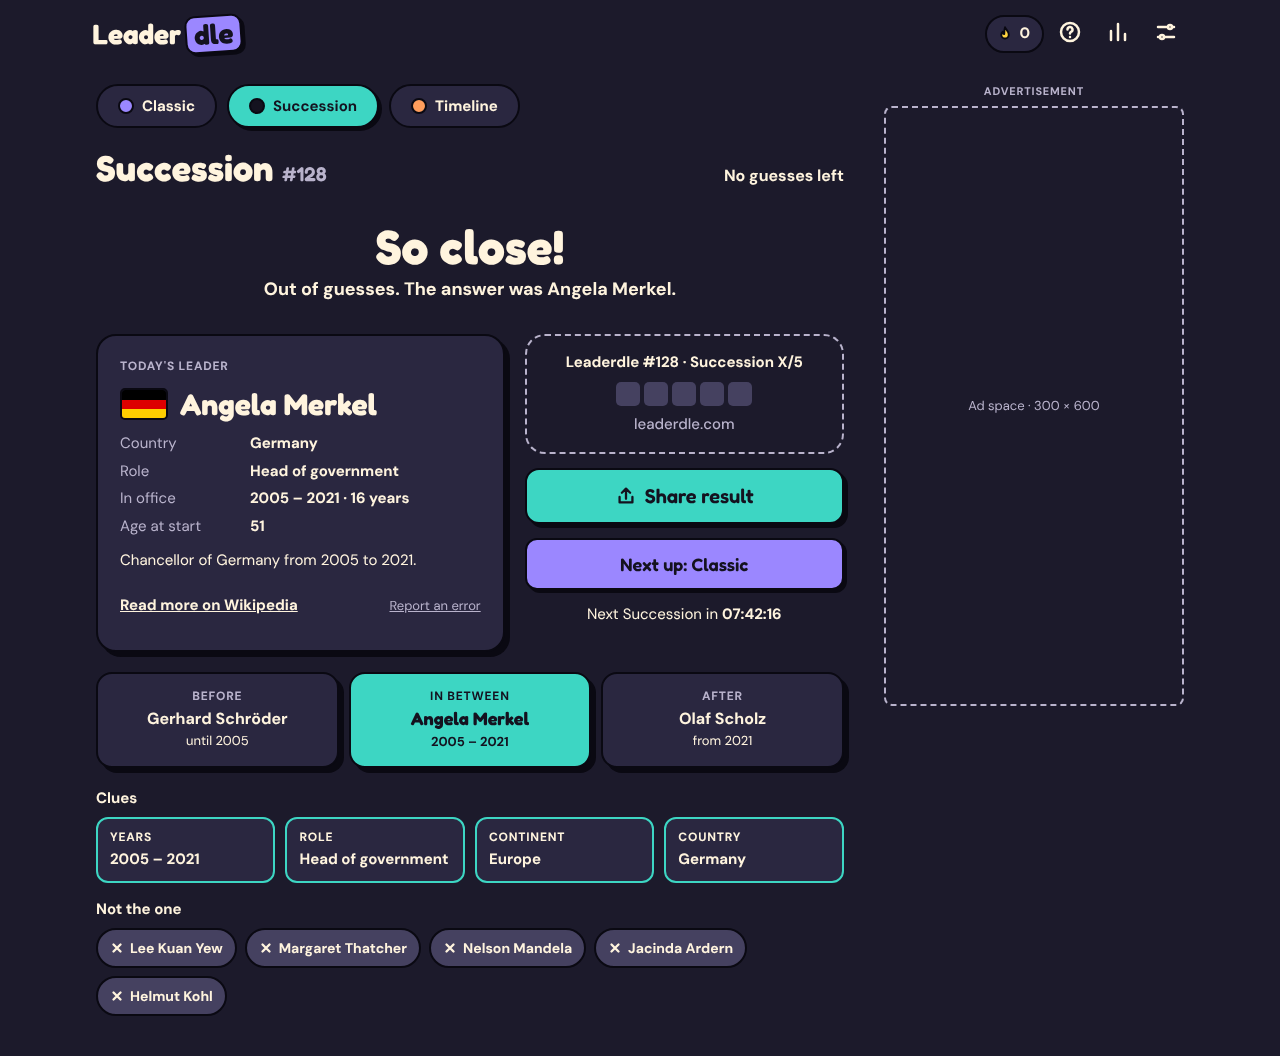 Leader dle
0
Classic
Succession
Timeline
ADVERTISEMENT
Succession #128
No guesses left
So close!
Out of guesses. The answer was Angela Merkel.
TODAY'S LEADER
Angela Merkel
Country Germany
Role Head of government
In office 2005 – 2021 · 16 years
Age at start 51
Chancellor of Germany from 2005 to 2021.
Read more on Wikipedia
Report an error
Leaderdle #128 · Succession X/5
leaderdle.com
Share result
Next up: Classic
Next Succession in 07:42:16
Ad space · 300 × 600
BEFORE
Gerhard Schröder
until 2005
IN BETWEEN
Angela Merkel
2005 – 2021
AFTER
Olaf Scholz
from 2021
Clues
YEARS
2005 – 2021
ROLE
Head of government
CONTINENT
Europe
COUNTRY
Germany
Not the one
✕ Lee Kuan Yew
✕ Margaret Thatcher
✕ Nelson Mandela
✕ Jacinda Ardern
✕ Helmut Kohl